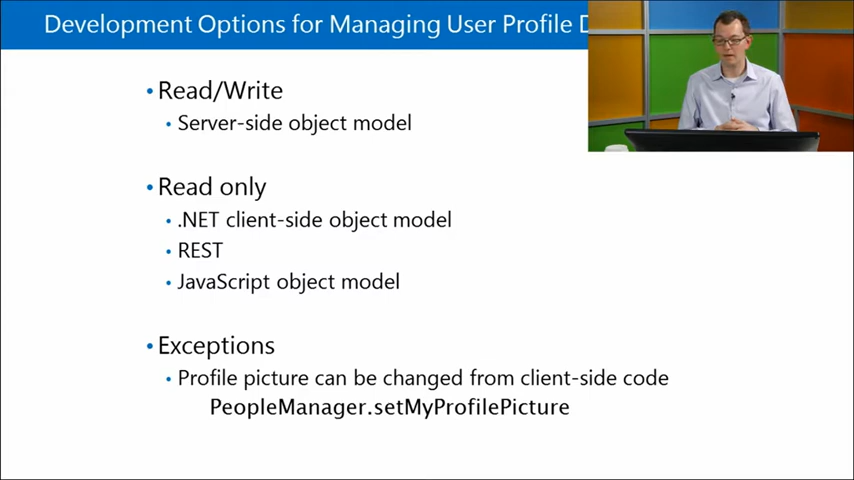 Development Options for Managing User Profile
• Read/Write
• Server-side object model
• Read only
• .NET client-side object model
• REST
• JavaScript object model
• Exceptions
• Profile picture can be changed from client-side code
PeopleManager.setMyProfilePicture